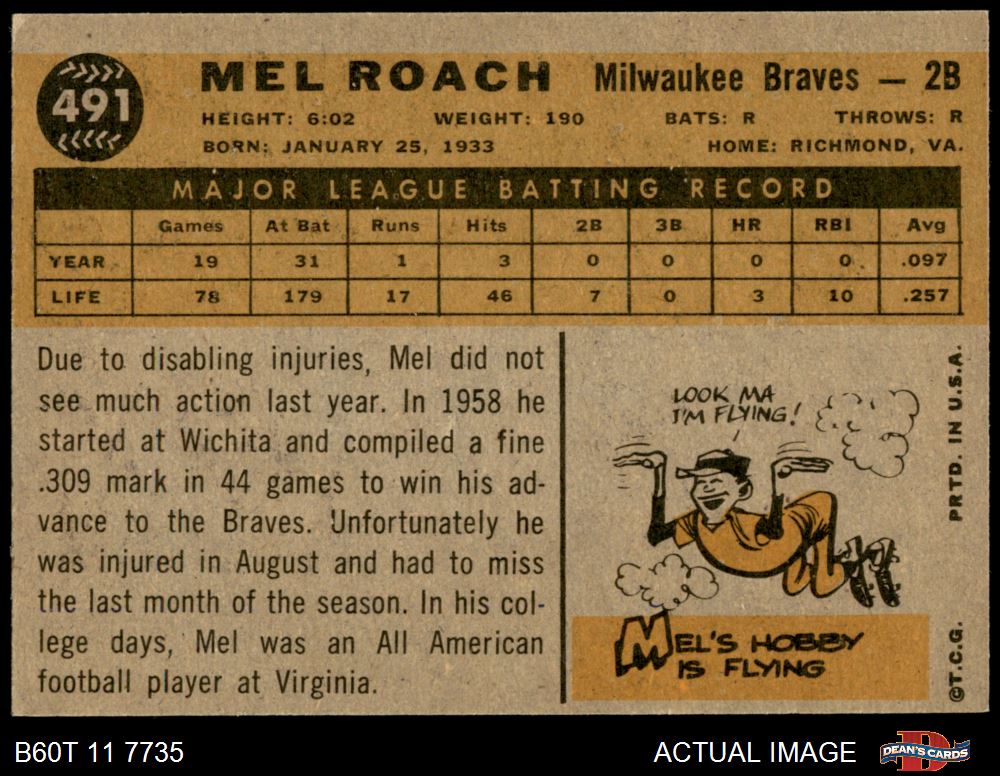 491
MEL ROACH Milwaukee Braves — 2B
HEIGHT: 6:02 WEIGHT: 190 BATS: R THROWS: R
BORN: JANUARY 25, 1933 HOME: RICHMOND, VA.
MAJOR LEAGUE BATTING RECORD
Games At Bat Runs Hits 2B 3B HR RBI Avg
YEAR 19 31 1 3 0 0 0 0 .097
LIFE 78 179 17 46 7 0 3 10 .257
Due to disabling injuries, Mel did not
see much action last year. In 1958 he
started at Wichita and compiled a fine
.309 mark in 44 games to win his ad-
vance to the Braves. Unfortunately he
was injured in August and had to miss
the last month of the season. In his col-
lege days, Mel was an All American
football player at Virginia.
LOOK MA
I'M FLYING!
MEL'S HOBBY
IS FLYING
©T.C.G. PRTD. IN U.S.A.
B60T 11 7735 ACTUAL IMAGE DEAN'S CARDS